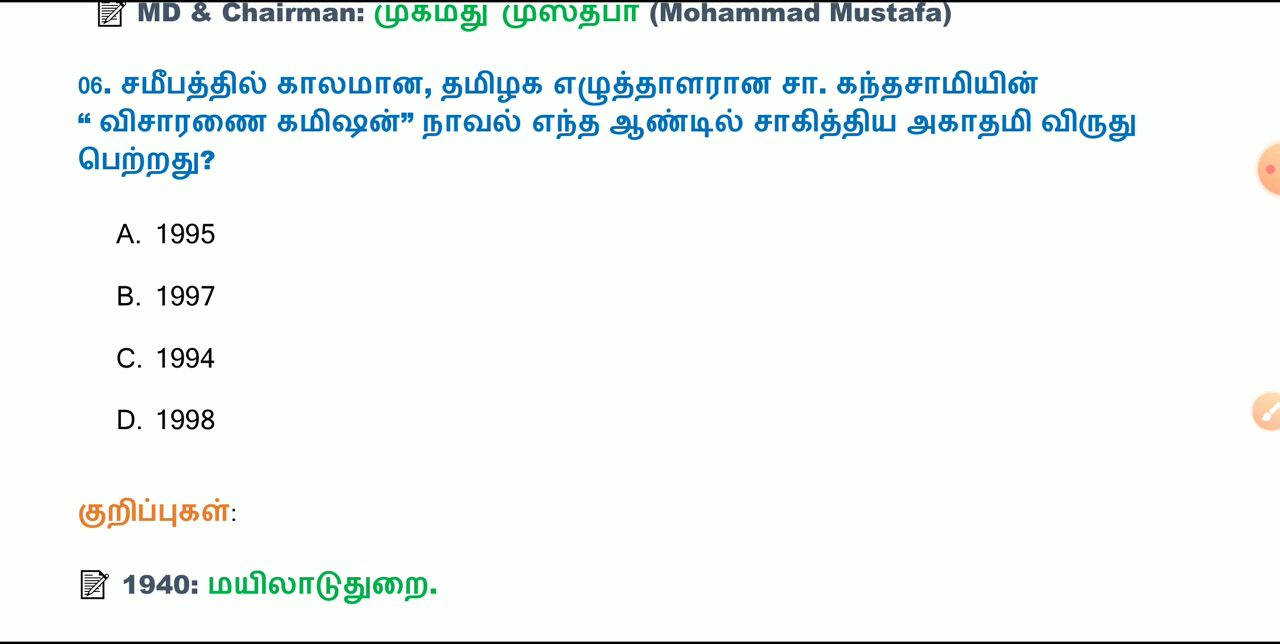 MD & Chairman: முகமது முஸ்தபா (Mohammad Mustafa)
06. சமீபத்தில் காலமான, தமிழக எழுத்தாளரான சா. கந்தசாமியின்
“ விசாரணை கமிஷன்” நாவல் எந்த ஆண்டில் சாகித்திய அகாதமி விருது
பெற்றது?
A. 1995
B. 1997
C. 1994
D. 1998
குறிப்புகள்:
1940: மயிலாடுதுறை.